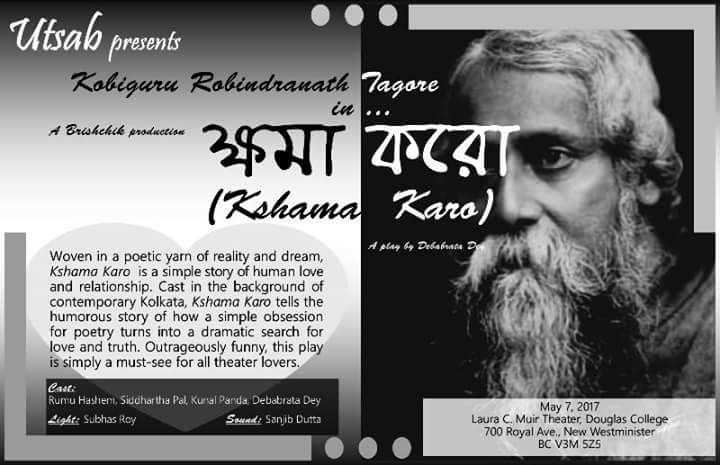 Utsab presents
Kobiguru Robindranath Tagore
in ...
A Brishchik production
ক্ষমা করো
(Kshama Karo)
A play by Debabrata Dey
Woven in a poetic yarn of reality and dream,
Kshama Karo is a simple story of human love
and relationship. Cast in the background of
contemporary Kolkata, Kshama Karo tells the
humorous story of how a simple obsession
for poetry turns into a dramatic search for
love and truth. Outrageously funny, this play
is simply a must-see for all theater lovers.
Cast:
Rumu Hashem, Siddhartha Pal, Kunal Panda, Debabrata Dey
Light: Subhas Roy Sound: Sanjib Dutta
May 7, 2017
Laura C. Muir Theater, Douglas College
700 Royal Ave., New Westminister
BC V3M 5Z5